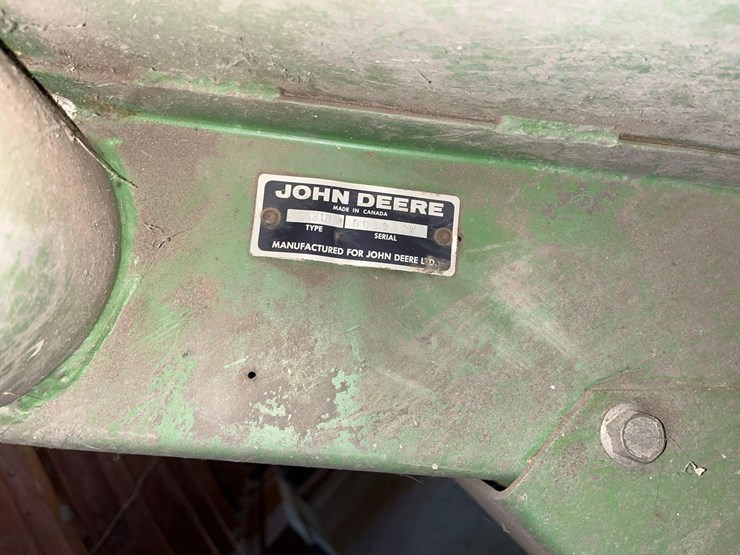 JOHN DEERE
MADE IN CANADA
TYPE SERIAL
MANUFACTURED FOR JOHN DEERE LTD.